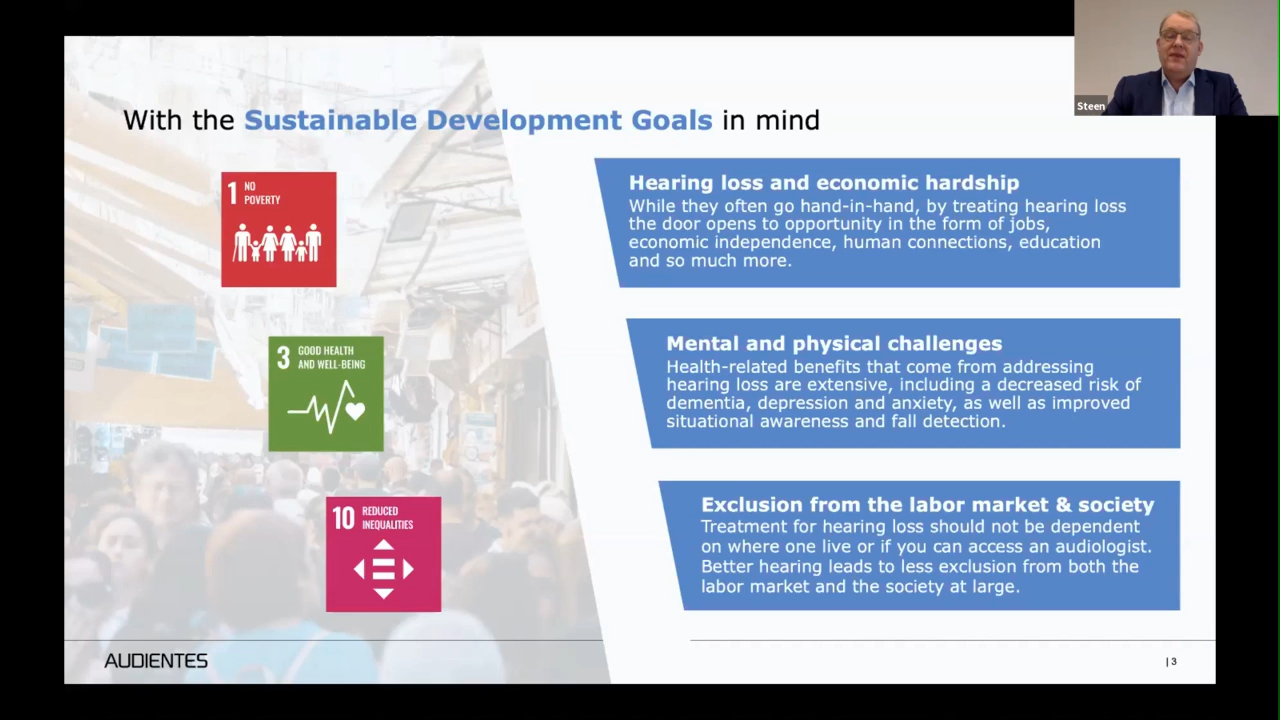 Steen
With the Sustainable Development Goals in mind
1 NO
POVERTY
Hearing loss and economic hardship
While they often go hand-in-hand, by treating hearing loss
the door opens to opportunity in the form of jobs,
economic independence, human connections, education
and so much more.
3 GOOD HEALTH
AND WELL-BEING
Mental and physical challenges
Health-related benefits that come from addressing
hearing loss are extensive, including a decreased risk of
dementia, depression and anxiety, as well as improved
situational awareness and fall detection.
10 REDUCED
INEQUALITIES
Exclusion from the labor market & society
Treatment for hearing loss should not be dependent
on where one live or if you can access an audiologist.
Better hearing leads to less exclusion from both the
labor market and the society at large.
AUDIENTES
| 3